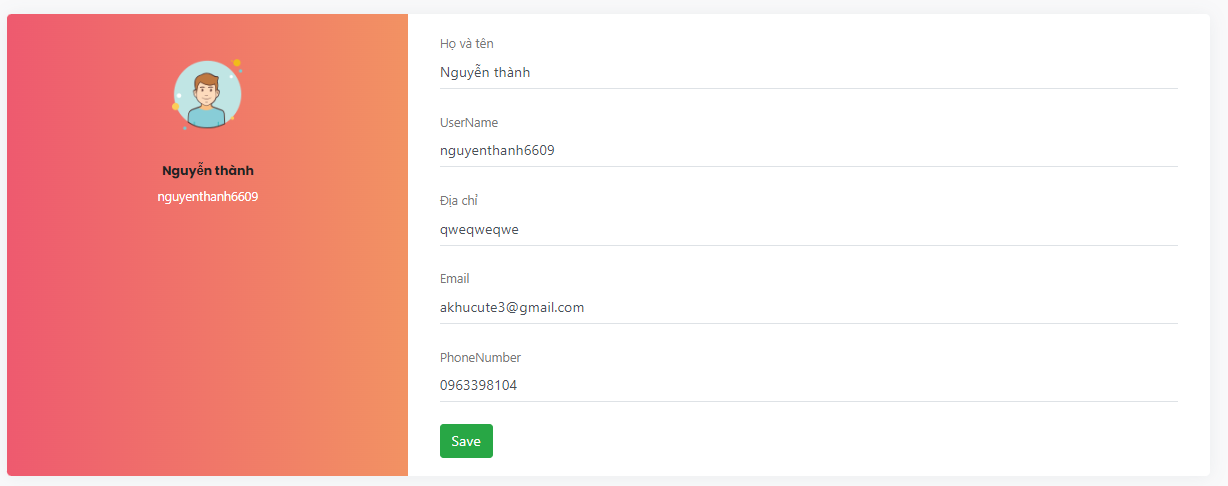 Nguyễn thành
nguyenthanh6609
Họ và tên
Nguyễn thành
UserName
nguyenthanh6609
Địa chỉ
qweqweqwe
Email
akhucute3@gmail.com
PhoneNumber
0963398104
Save